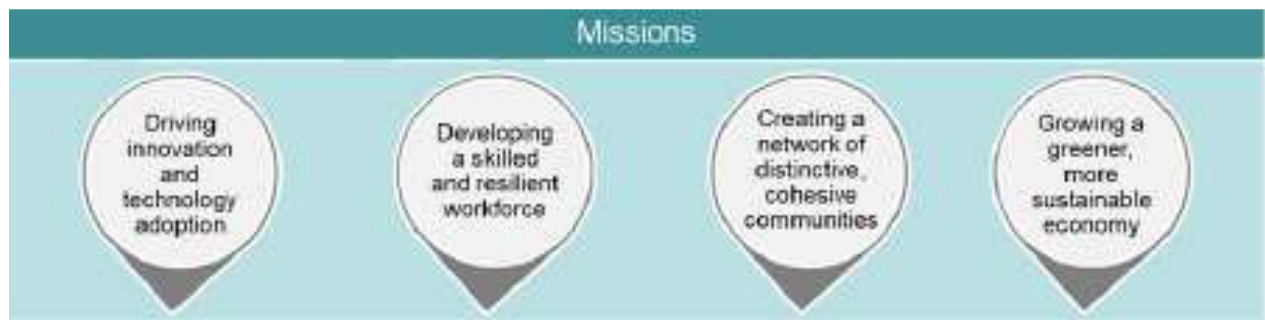 Missions
Driving
innovation
and
technology
adoption
Developing
a skilled
and resilient
workforce
Creating a
network of
distinctive,
cohesive
communities
Growing a
greener,
more
sustainable
economy